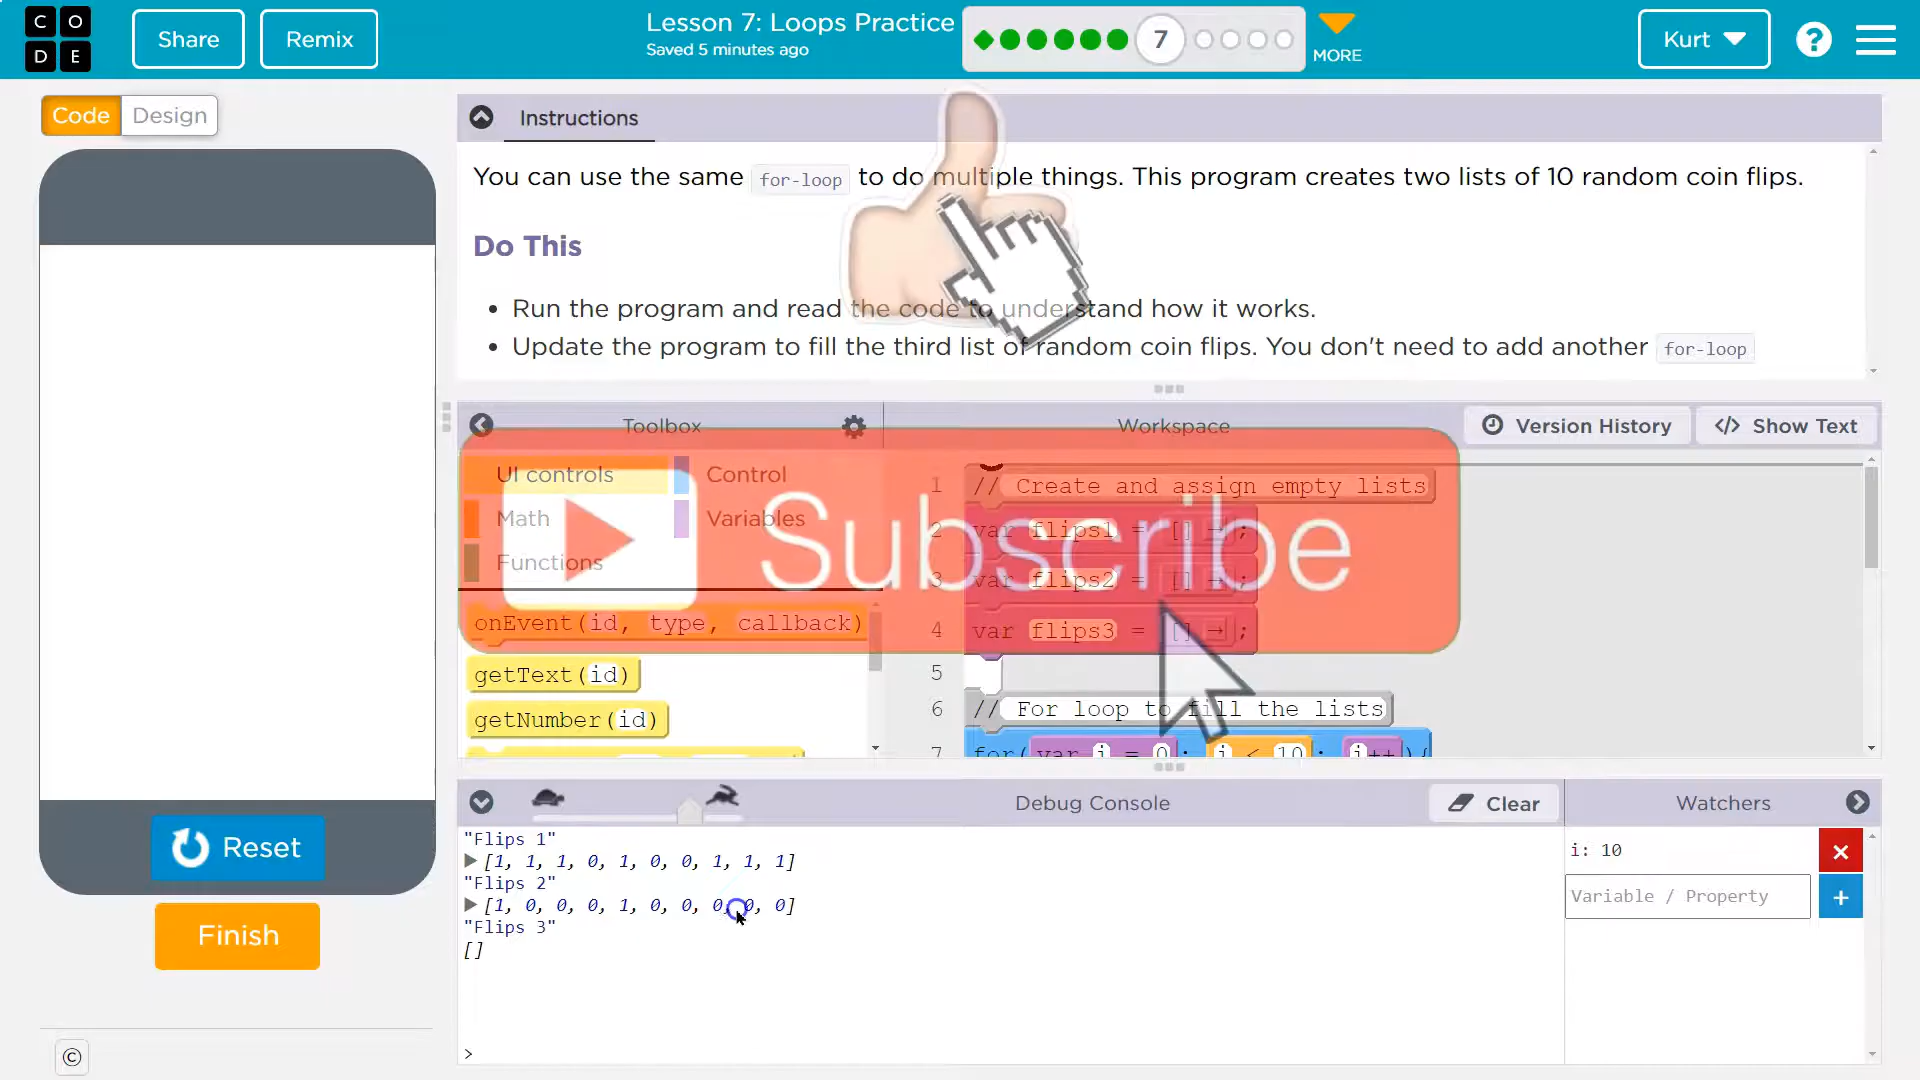 C O D E
Share
Remix
Lesson 7: Loops Practice
Saved 5 minutes ago
7
MORE
Kurt
?
Code
Design
Instructions
You can use the same for-loop to do multiple things. This program creates two lists of 10 random coin flips.
Do This
• Run the program and read the code to understand how it works.
• Update the program to fill the third list of random coin flips. You don't need to add another for-loop
Toolbox
Workspace
Version History
</> Show Text
UI controls
Control
Math
Variables
Functions
Subscribe
onEvent(id, type, callback)
getText(id)
getNumber(id)
1 // Create and assign empty lists
2 var flips1 = [] → ;
3 var flips2 = [] → ;
4 var flips3 = [] → ;
5
6 // For loop to fill the lists
7 for(var i = 0; i < 10; i++){
Debug Console
Clear
Watchers
"Flips 1"
[1, 1, 1, 0, 1, 0, 0, 1, 1, 1]
"Flips 2"
[1, 0, 0, 0, 1, 0, 0, 0, 0, 0]
"Flips 3"
[]
>
i: 10
Variable / Property
+
Reset
Finish
©